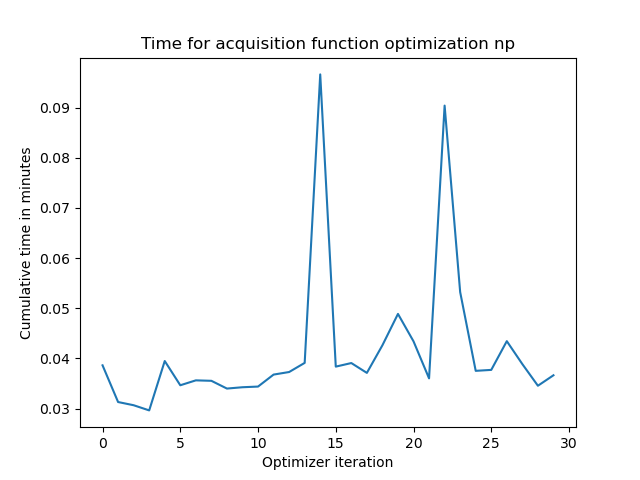 Time for acquisition function optimization np
Cumulative time in minutes
0.09
0.08
0.07
0.06
0.05
0.04
0.03
0 5 10 15 20 25 30
Optimizer iteration